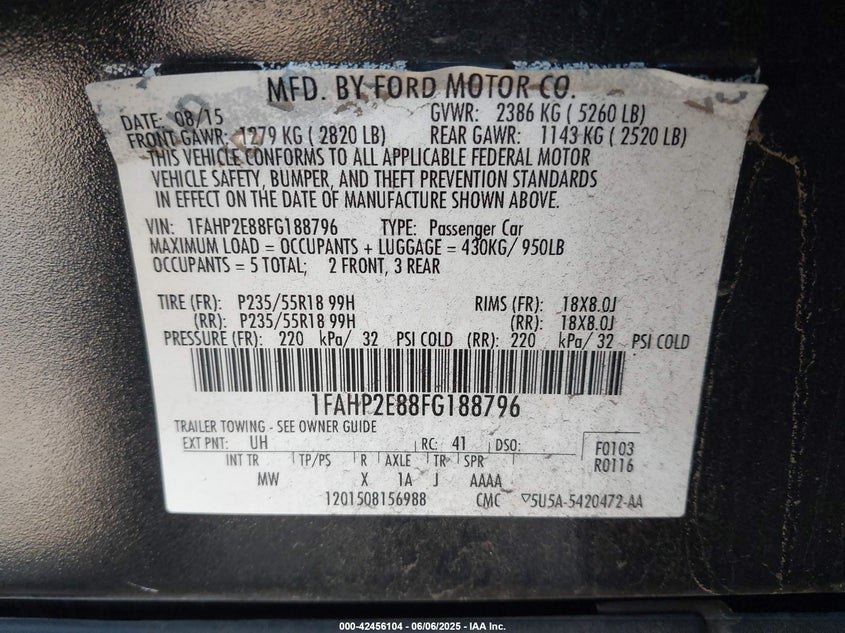 MFD. BY FORD MOTOR CO.
DATE: 08/15 GVWR: 2386 KG ( 5260 LB)
FRONT GAWR: 1279 KG ( 2820 LB) REAR GAWR: 1143 KG ( 2520 LB)
THIS VEHICLE CONFORMS TO ALL APPLICABLE FEDERAL MOTOR
VEHICLE SAFETY, BUMPER, AND THEFT PREVENTION STANDARDS
IN EFFECT ON THE DATE OF MANUFACTURE SHOWN ABOVE.
VIN: 1FAHP2E88FG188796 TYPE: Passenger Car
MAXIMUM LOAD = OCCUPANTS + LUGGAGE = 430KG/ 950LB
OCCUPANTS = 5 TOTAL; 2 FRONT, 3 REAR
TIRE (FR): P235/55R18 99H RIMS (FR): 18X8.0J
(RR): P235/55R18 99H (RR): 18X8.0J
PRESSURE (FR): 220 kPa/ 32 PSI COLD (RR): 220 kPa/ 32 PSI COLD
1FAHP2E88FG188796
TRAILER TOWING - SEE OWNER GUIDE
EXT PNT: UH RC: 41 DSO: F0103
INT TR TP/PS R AXLE TR SPR R0116
MW X 1A J AAAA
1201508156988 CMC ▽5U5A-5420472-AA
000-42456104 - 06/06/2025 - IAA Inc.